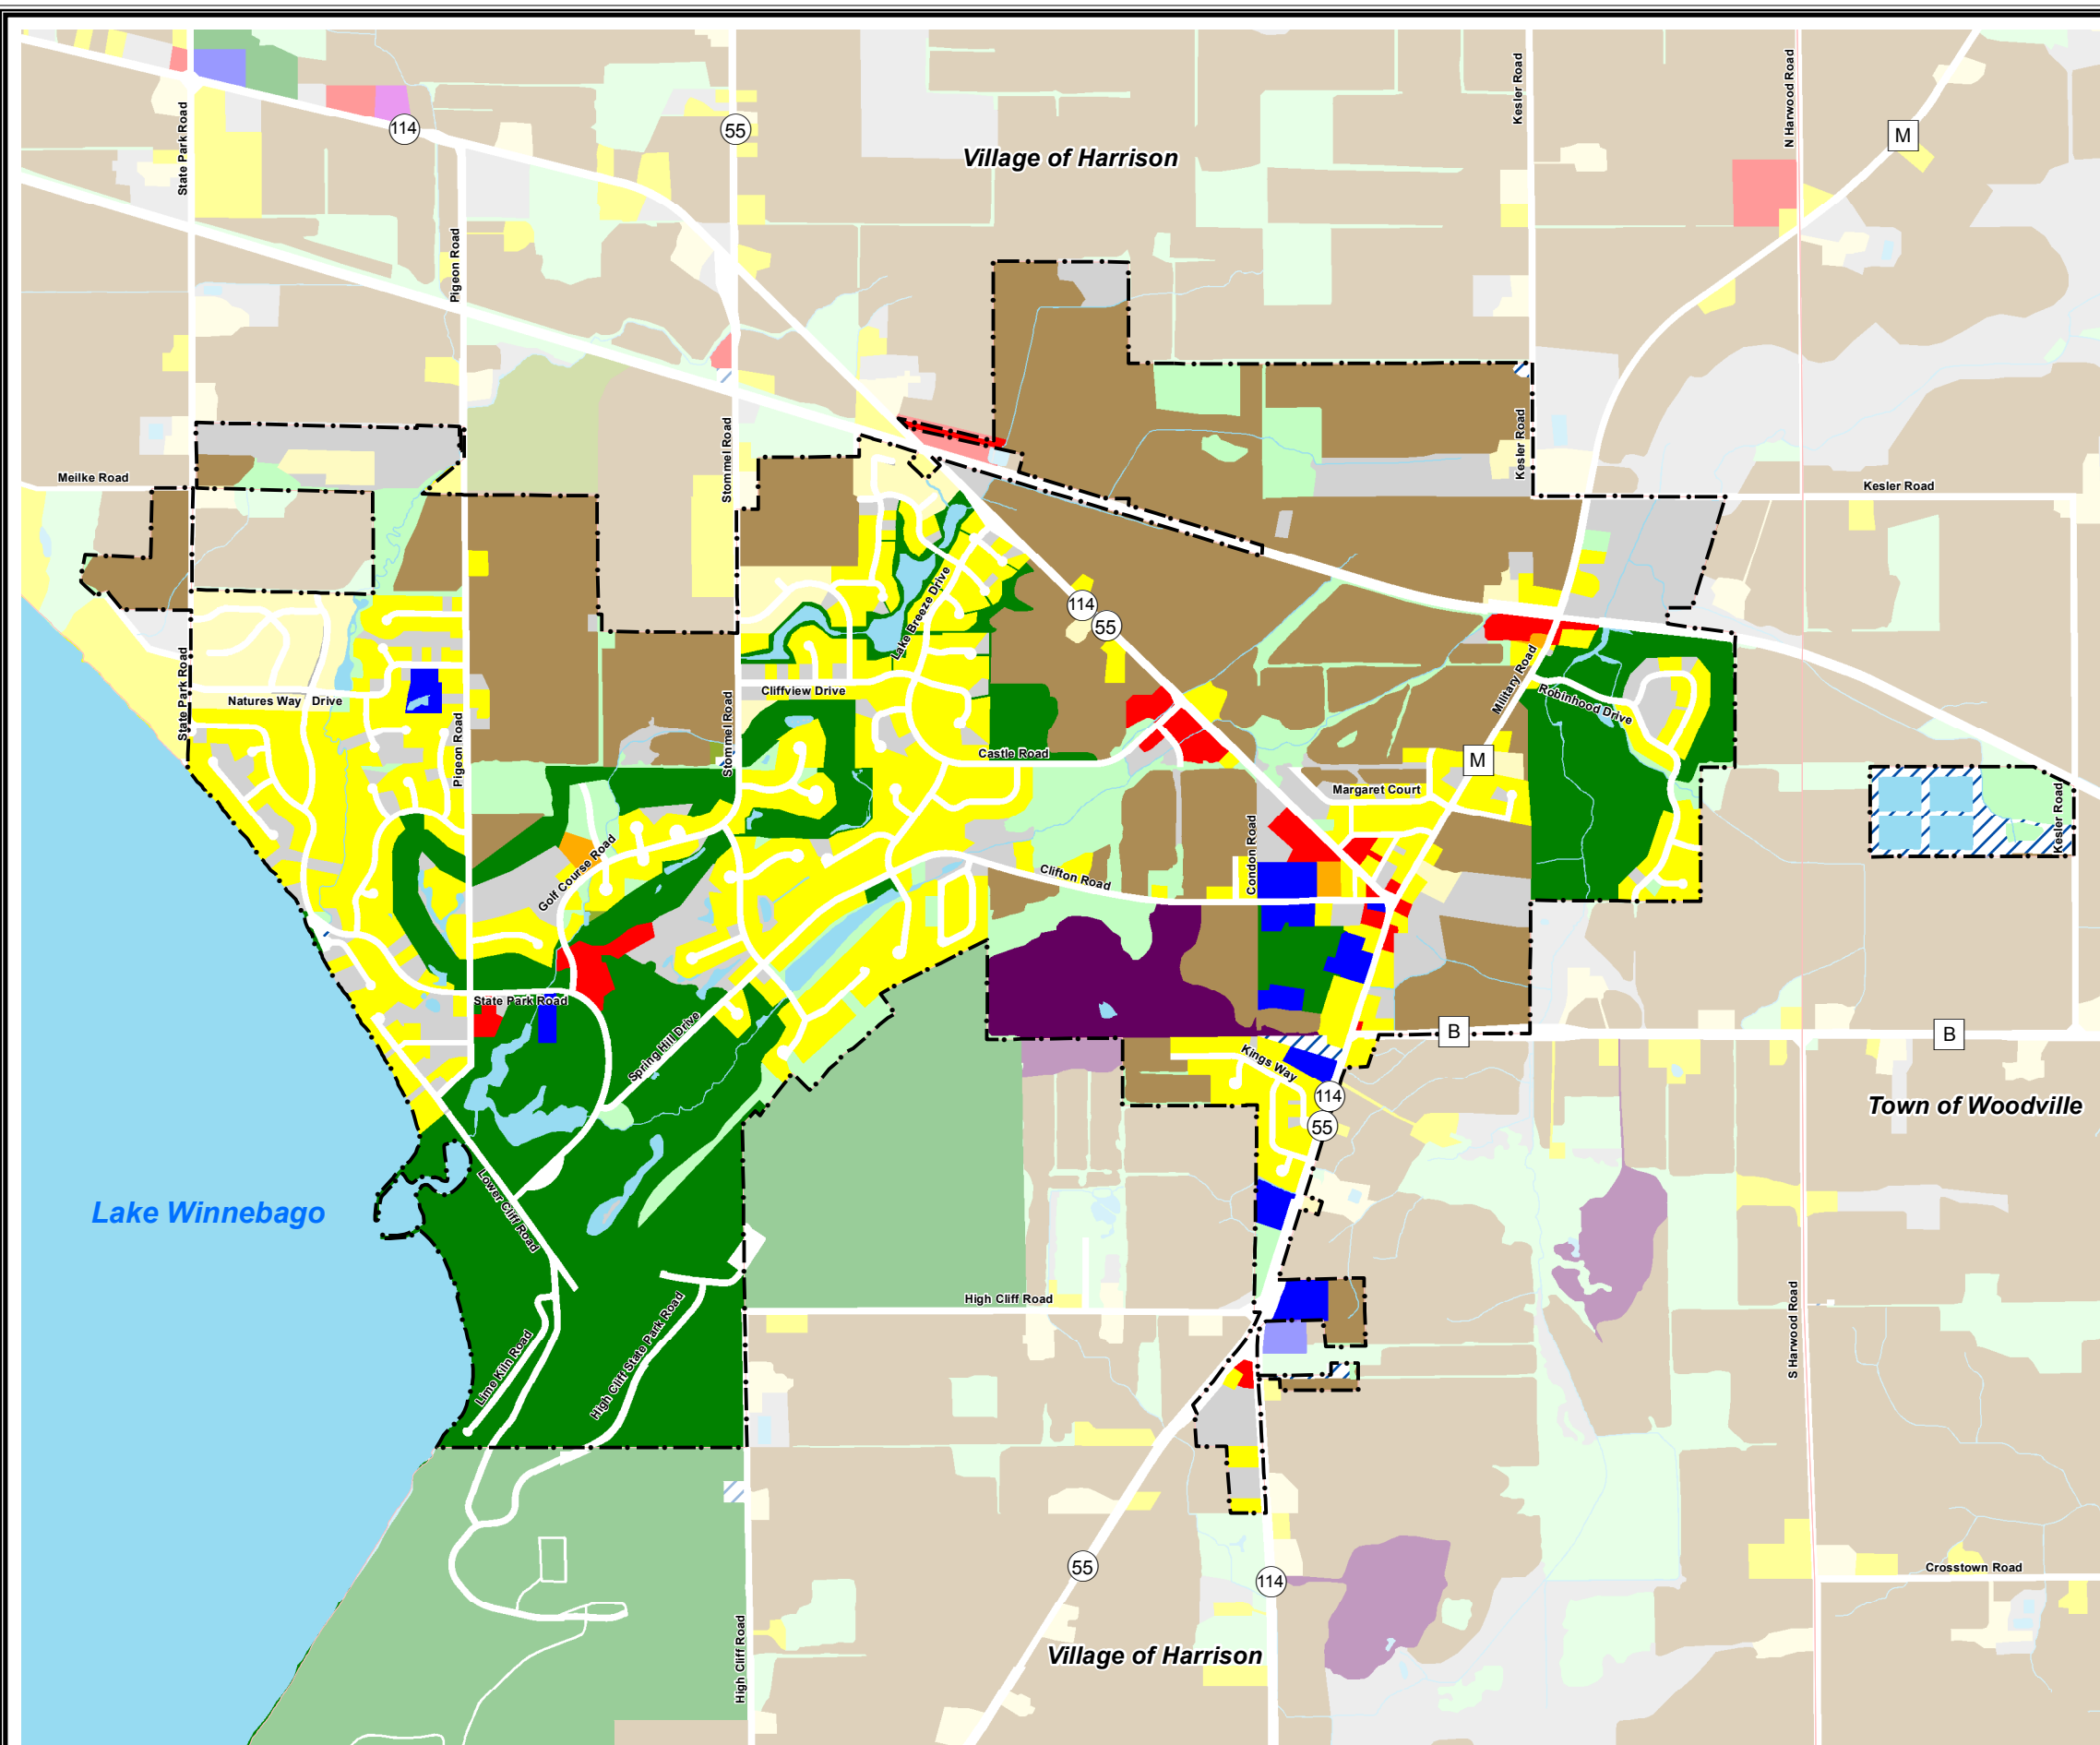 114
55
Village of Harrison
M
State Park Road
Kesler Road
N Harwood Road
Pigeon Road
Meilke Road
Stommel Road
Kesler Road
Kesler Road
Lake Breeze Drive
114
55
State Park Road
Natures Way Drive
Pigeon Road
Cliffview Drive
Stommel Road
Castle Road
Military Road
Robinhood Drive
M
Margaret Court
Kesler Road
Golf Course Road
Clifton Road
Condon Road
State Park Road
Spring Hill Drive
Kings Way
B
B
114
55
Town of Woodville
Lake Winnebago
Lower Cliff Road
High Cliff Road
Lime Kiln Road
High Cliff State Park Road
S Harwood Road
55
114
Crosstown Road
High Cliff Road
Village of Harrison